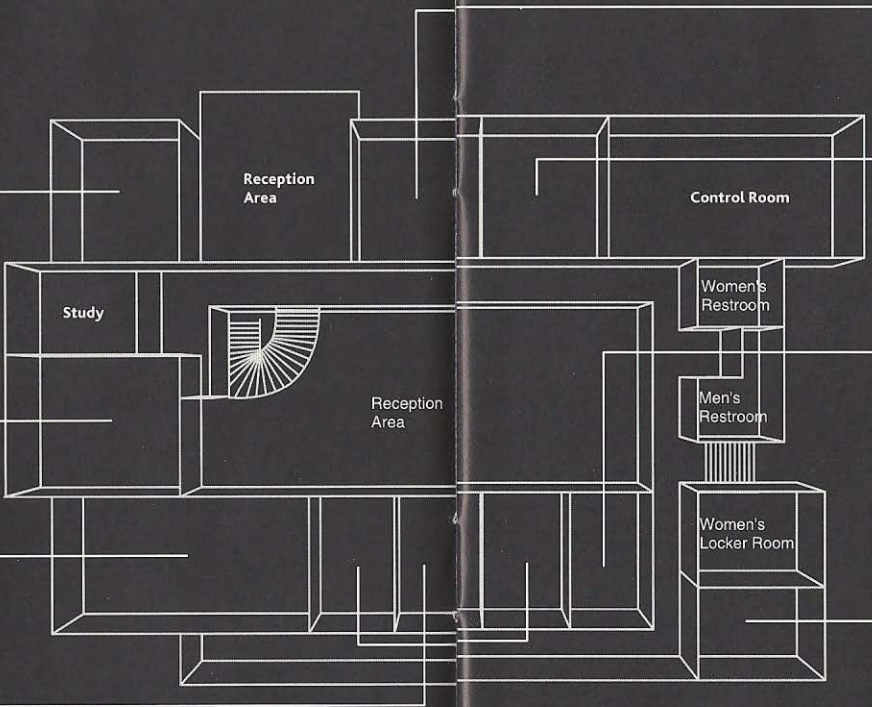 Reception
Area
Control Room
Women's
Restroom
Study
Reception
Area
Men's
Restroom
Women's
Locker Room